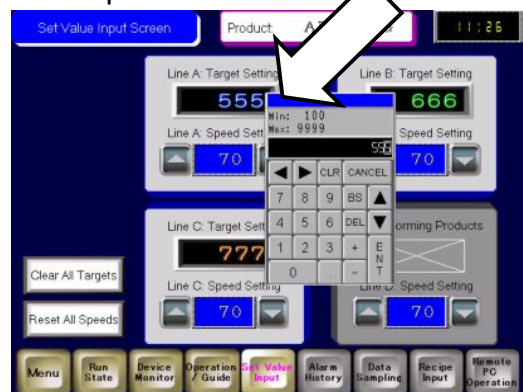 Set Value Input Screen
Product:
11:26
Line A: Target Setting
555
Line A: Speed Sett
70
Line B: Target Setting
666
Speed Setting
70
Min: 100
Max: 9999
CLR CANCEL
7 8 9 BS
4 5 6 DEL
1 2 3 + ENT
0 . -
Line C: Target Sett
777
Line C: Speed Setting
70
orming Products
Line D: Speed Setting
70
Clear All Targets
Reset All Speeds
Menu
Run State
Device Monitor
Operation / Guide
Set Value Input
Alarm History
Data Sampling
Recipe Input
Remote PC Operation